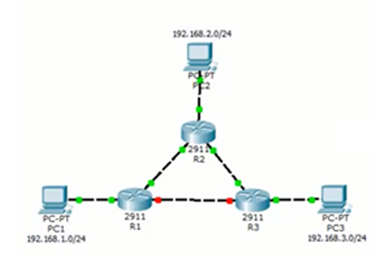 192.168.2.0/24
PC-PT
PC2
2911
R2
PC-PT
PC1
192.168.1.0/24
2911
R1
2911
R3
PC-PT
PC3
192.168.3.0/24